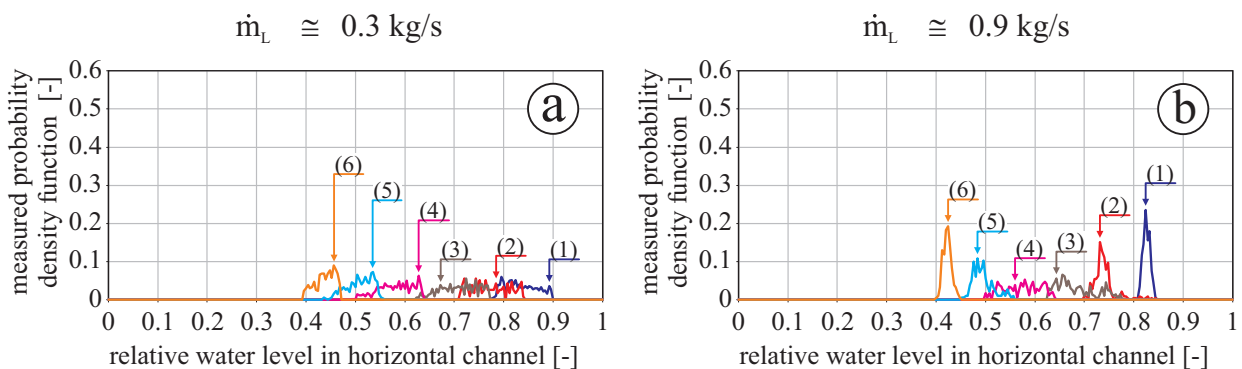 ṁL ≅ 0.3 kg/s
measured probability
density function [-]
0.6
0.5
0.4
0.3
0.2
0.1
0
a
(6)
(5)
(4)
(3)
(2)
(1)
0 0.1 0.2 0.3 0.4 0.5 0.6 0.7 0.8 0.9 1
relative water level in horizontal channel [-]
ṁL ≅ 0.9 kg/s
measured probability
density function [-]
0.6
0.5
0.4
0.3
0.2
0.1
0
b
(1)
(6)
(2)
(5)
(3)
(4)
0 0.1 0.2 0.3 0.4 0.5 0.6 0.7 0.8 0.9 1
relative water level in horizontal channel [-]